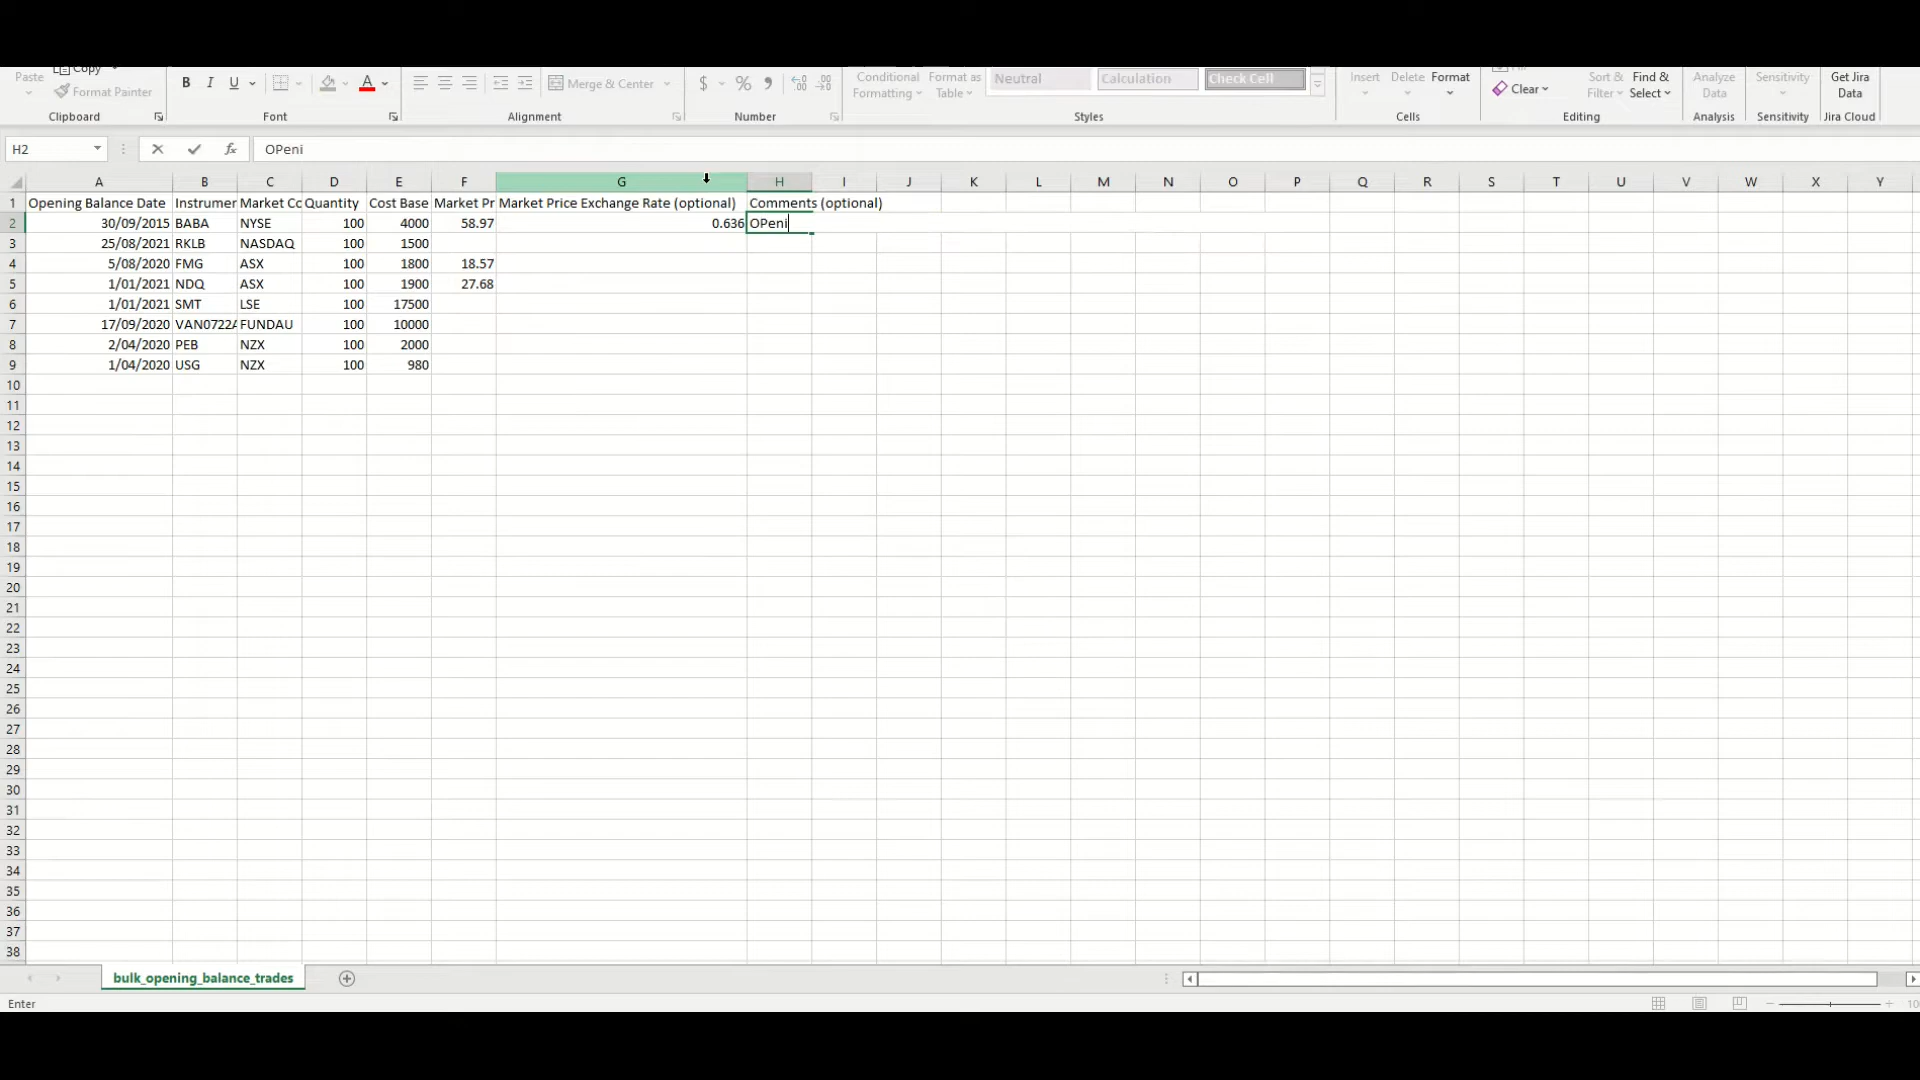 Paste Copy
Format Painter
B I U A Merge & Center $ % Conditional Formatting Format as Table Neutral Calculation Check Cell Insert Delete Format Clear Sort & Filter Find & Select Analyze Data Sensitivity Get Jira Data
Clipboard Font Alignment Number Styles Cells Editing Analysis Sensitivity Jira Cloud
H2 fx OPeni
A B C D E F G H I J K L M N O P Q R S T U V W X Y
1 Opening Balance Date Instrumer Market Cc Quantity Cost Base Market Pr Market Price Exchange Rate (optional) Comments (optional)
2 30/09/2015 BABA NYSE 100 4000 58.97 0.636 OPeni
3 25/08/2021 RKLB NASDAQ 100 1500
4 5/08/2020 FMG ASX 100 1800 18.57
5 1/01/2021 NDQ ASX 100 1900 27.68
6 1/01/2021 SMT LSE 100 17500
7 17/09/2020 VAN0722A FUNDAU 100 10000
8 2/04/2020 PEB NZX 100 2000
9 1/04/2020 USG NZX 100 980
10
11
12
13
14
15
16
17
18
19
20
21
22
23
24
25
26
27
28
29
30
31
32
33
34
35
36
37
38
bulk_opening_balance_trades
Enter